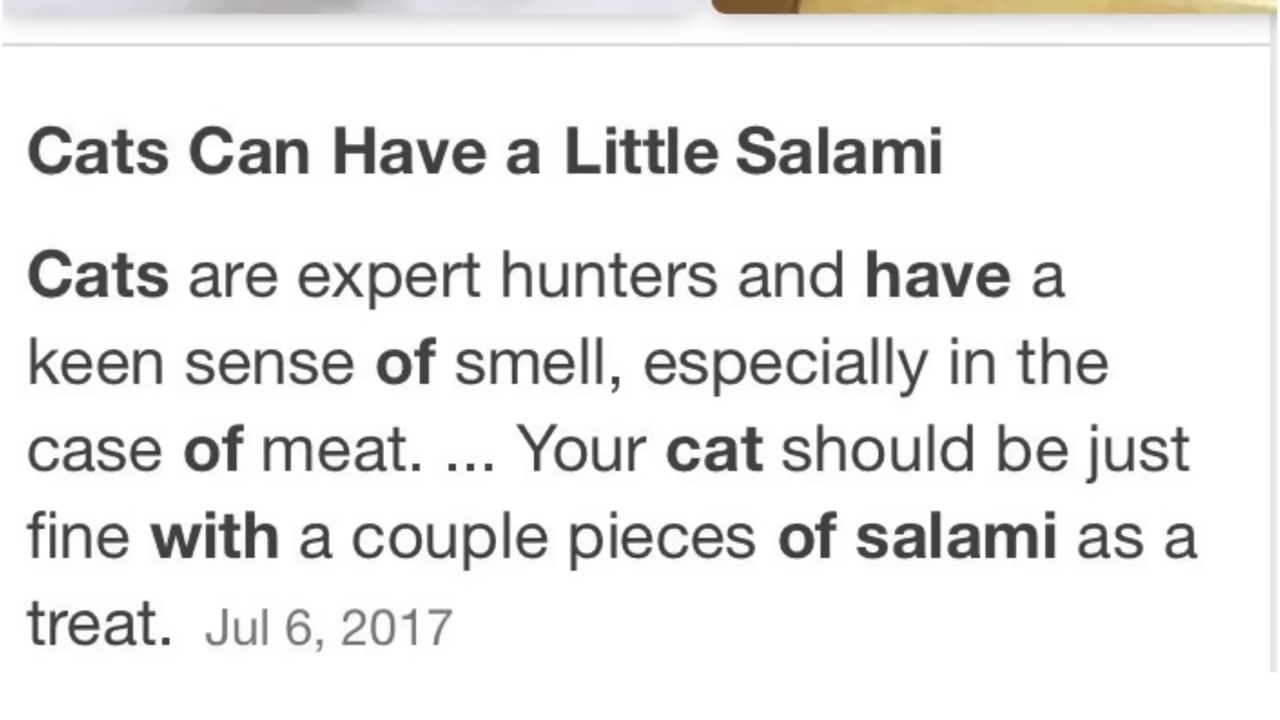 Cats Can Have a Little Salami
Cats are expert hunters and have a
keen sense of smell, especially in the
case of meat. ... Your cat should be just
fine with a couple pieces of salami as a
treat. Jul 6, 2017